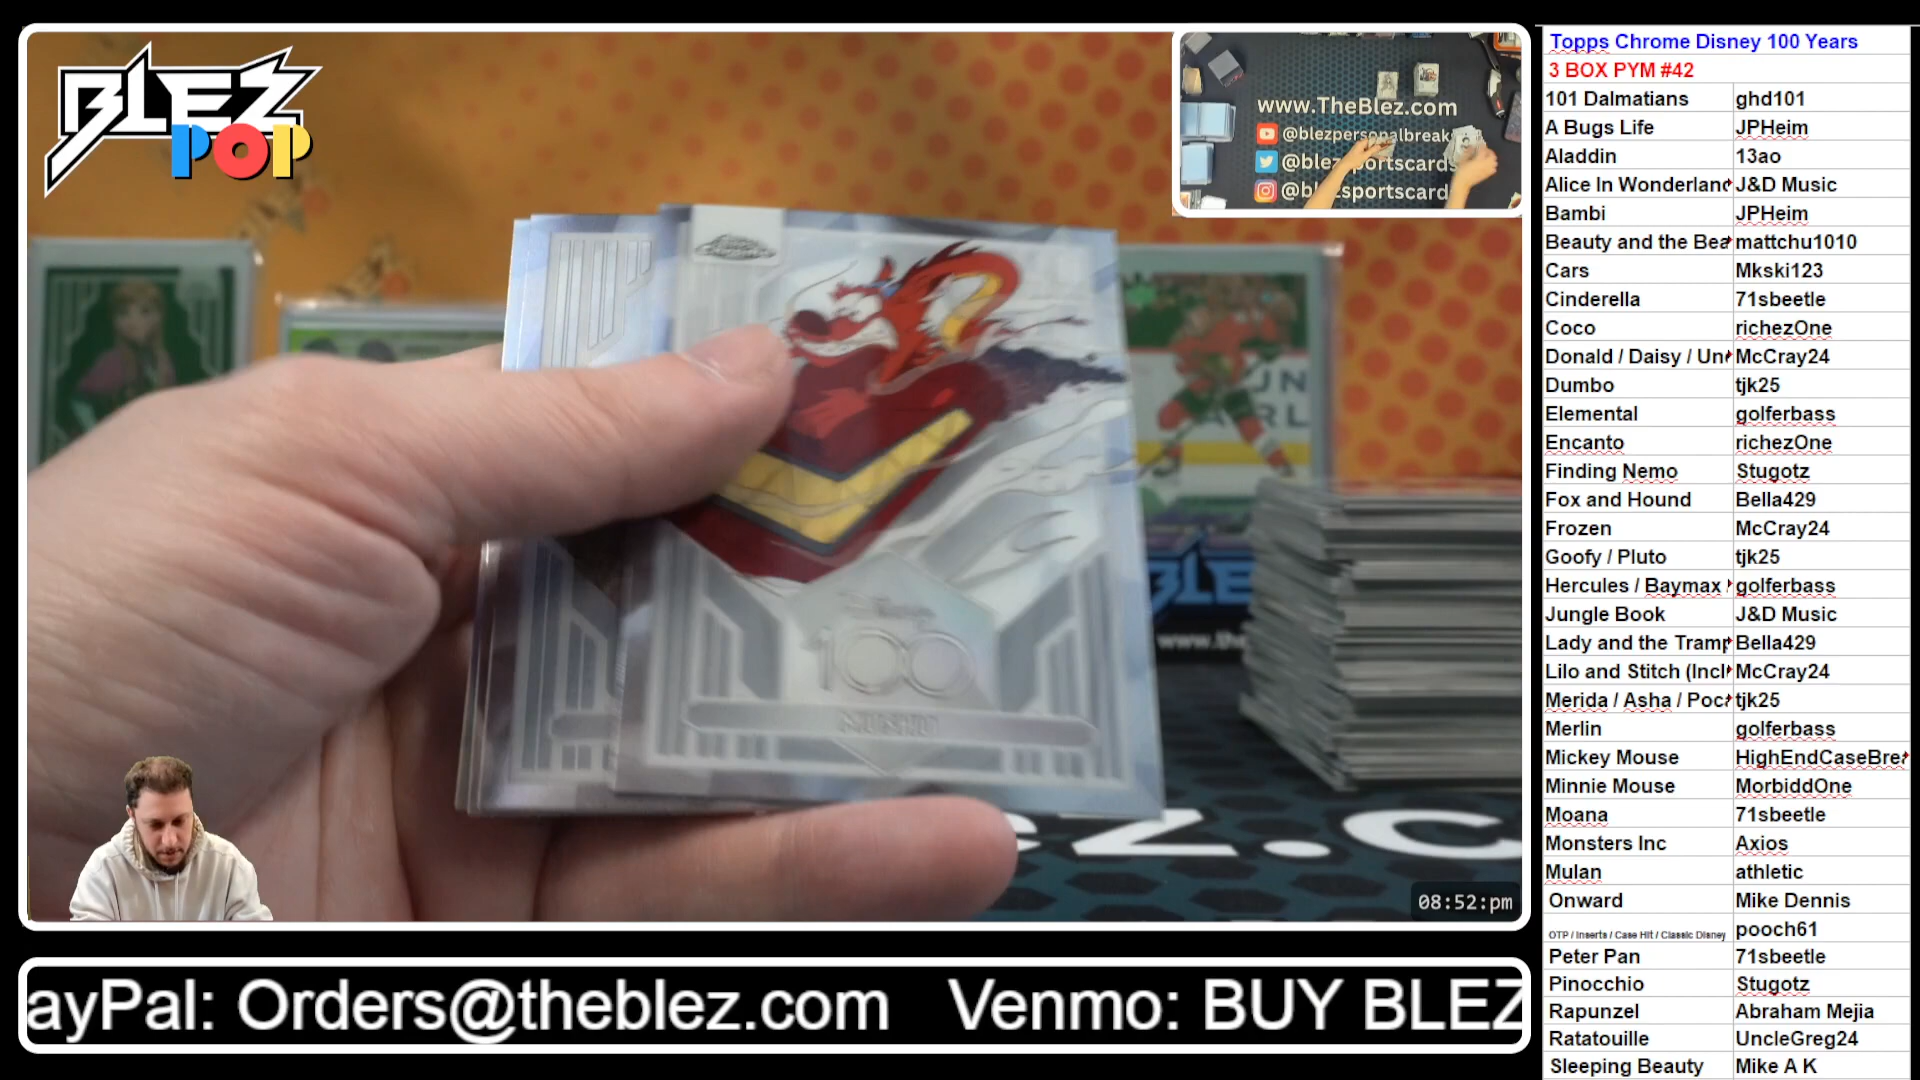 BLEZ
POP
www.TheBlez.com
@blezpersonalbreak
@blezsportscards
@blezsportscard
100
MUSHU
08:52:pm
ayPal: Orders@theblez.com Venmo: BUY BLEZ
Topps Chrome Disney 100 Years
3 BOX PYM #42
101 Dalmatians ghd101
A Bugs Life JPHeim
Aladdin 13ao
Alice In Wonderland J&D Music
Bambi JPHeim
Beauty and the Bea mattchu1010
Cars Mkski123
Cinderella 71sbeetle
Coco richezOne
Donald / Daisy / Un McCray24
Dumbo tjk25
Elemental golferbass
Encanto richezOne
Finding Nemo Stugotz
Fox and Hound Bella429
Frozen McCray24
Goofy / Pluto tjk25
Hercules / Baymax golferbass
Jungle Book J&D Music
Lady and the Tramp Bella429
Lilo and Stitch (Incl McCray24
Merida / Asha / Poc tjk25
Merlin golferbass
Mickey Mouse HighEndCaseBrea
Minnie Mouse MorbiddOne
Moana 71sbeetle
Monsters Inc Axios
Mulan athletic
Onward Mike Dennis
OTP / Inserts / Case Hit / Classic Disney pooch61
Peter Pan 71sbeetle
Pinocchio Stugotz
Rapunzel Abraham Mejia
Ratatouille UncleGreg24
Sleeping Beauty Mike A K